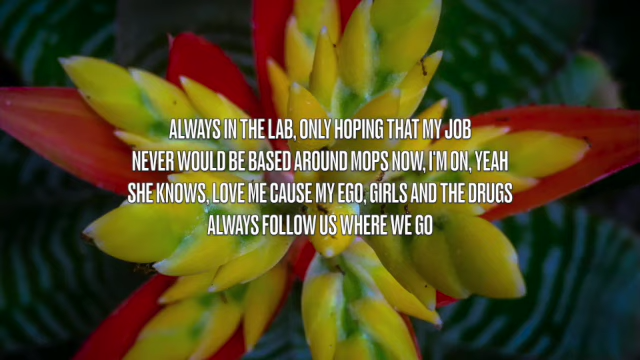 ALWAYS IN THE LAB, ONLY HOPING THAT MY JOB
NEVER WOULD BE BASED AROUND MOPS NOW, I'M ON, YEAH
SHE KNOWS, LOVE ME CAUSE MY EGO, GIRLS AND THE DRUGS
ALWAYS FOLLOW US WHERE WE GO